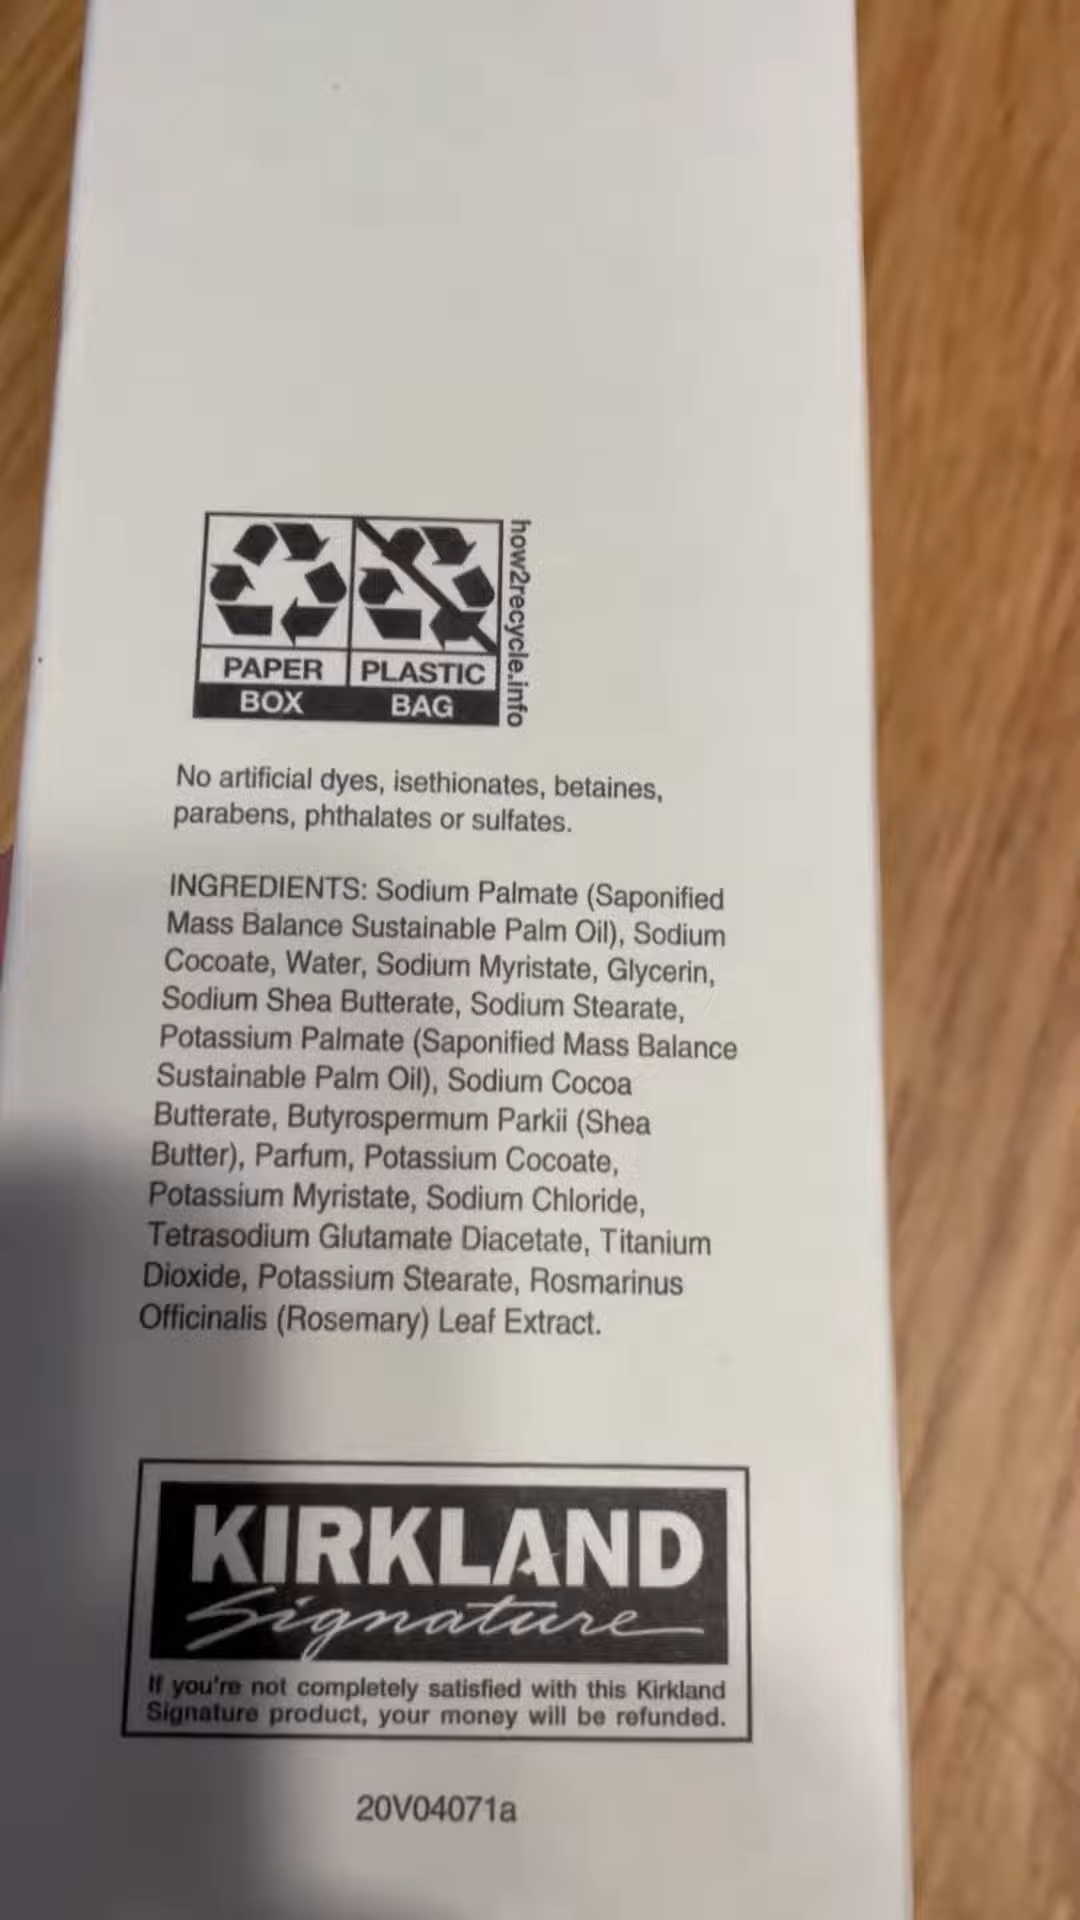 PAPER PLASTIC
BOX BAG
how2recycle.info
No artificial dyes, isethionates, betaines,
parabens, phthalates or sulfates.
INGREDIENTS: Sodium Palmate (Saponified
Mass Balance Sustainable Palm Oil), Sodium
Cocoate, Water, Sodium Myristate, Glycerin,
Sodium Shea Butterate, Sodium Stearate,
Potassium Palmate (Saponified Mass Balance
Sustainable Palm Oil), Sodium Cocoa
Butterate, Butyrospermum Parkii (Shea
Butter), Parfum, Potassium Cocoate,
Potassium Myristate, Sodium Chloride,
Tetrasodium Glutamate Diacetate, Titanium
Dioxide, Potassium Stearate, Rosmarinus
Officinalis (Rosemary) Leaf Extract.
KIRKLAND
Signature
If you're not completely satisfied with this Kirkland
Signature product, your money will be refunded.
20V04071a